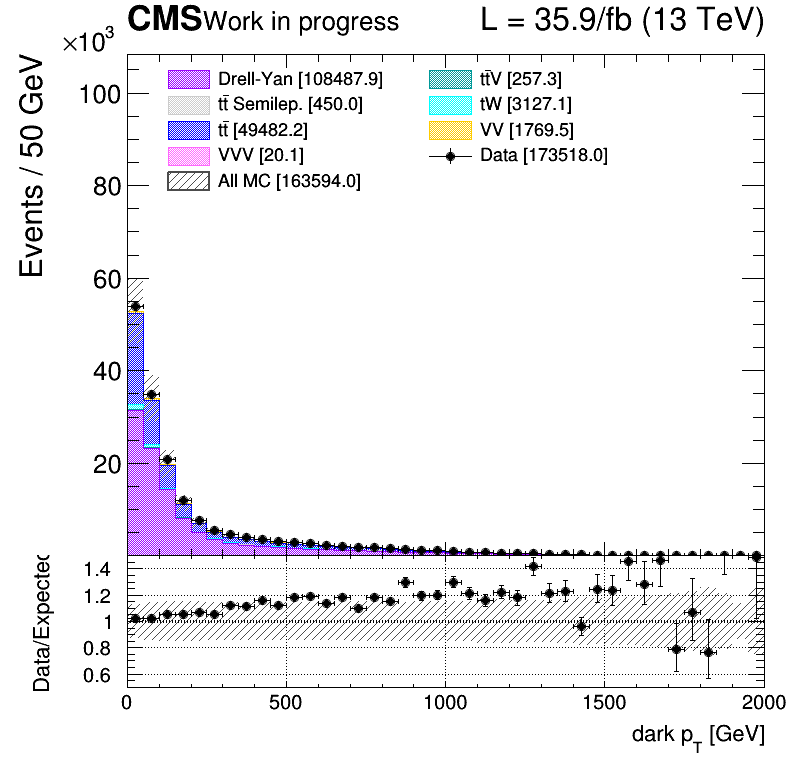 CMS Work in progress L = 35.9/fb (13 TeV)
×10³
Events / 50 GeV
100
80
60
40
20
Drell-Yan [108487.9]
tt̄ Semilep. [450.0]
tt̄ [49482.2]
VVV [20.1]
All MC [163594.0]
tt̄V [257.3]
tW [3127.1]
VV [1769.5]
Data [173518.0]
Data/Expected
1.4
1.2
1
0.8
0.6
0 500 1000 1500 2000
dark p_T [GeV]